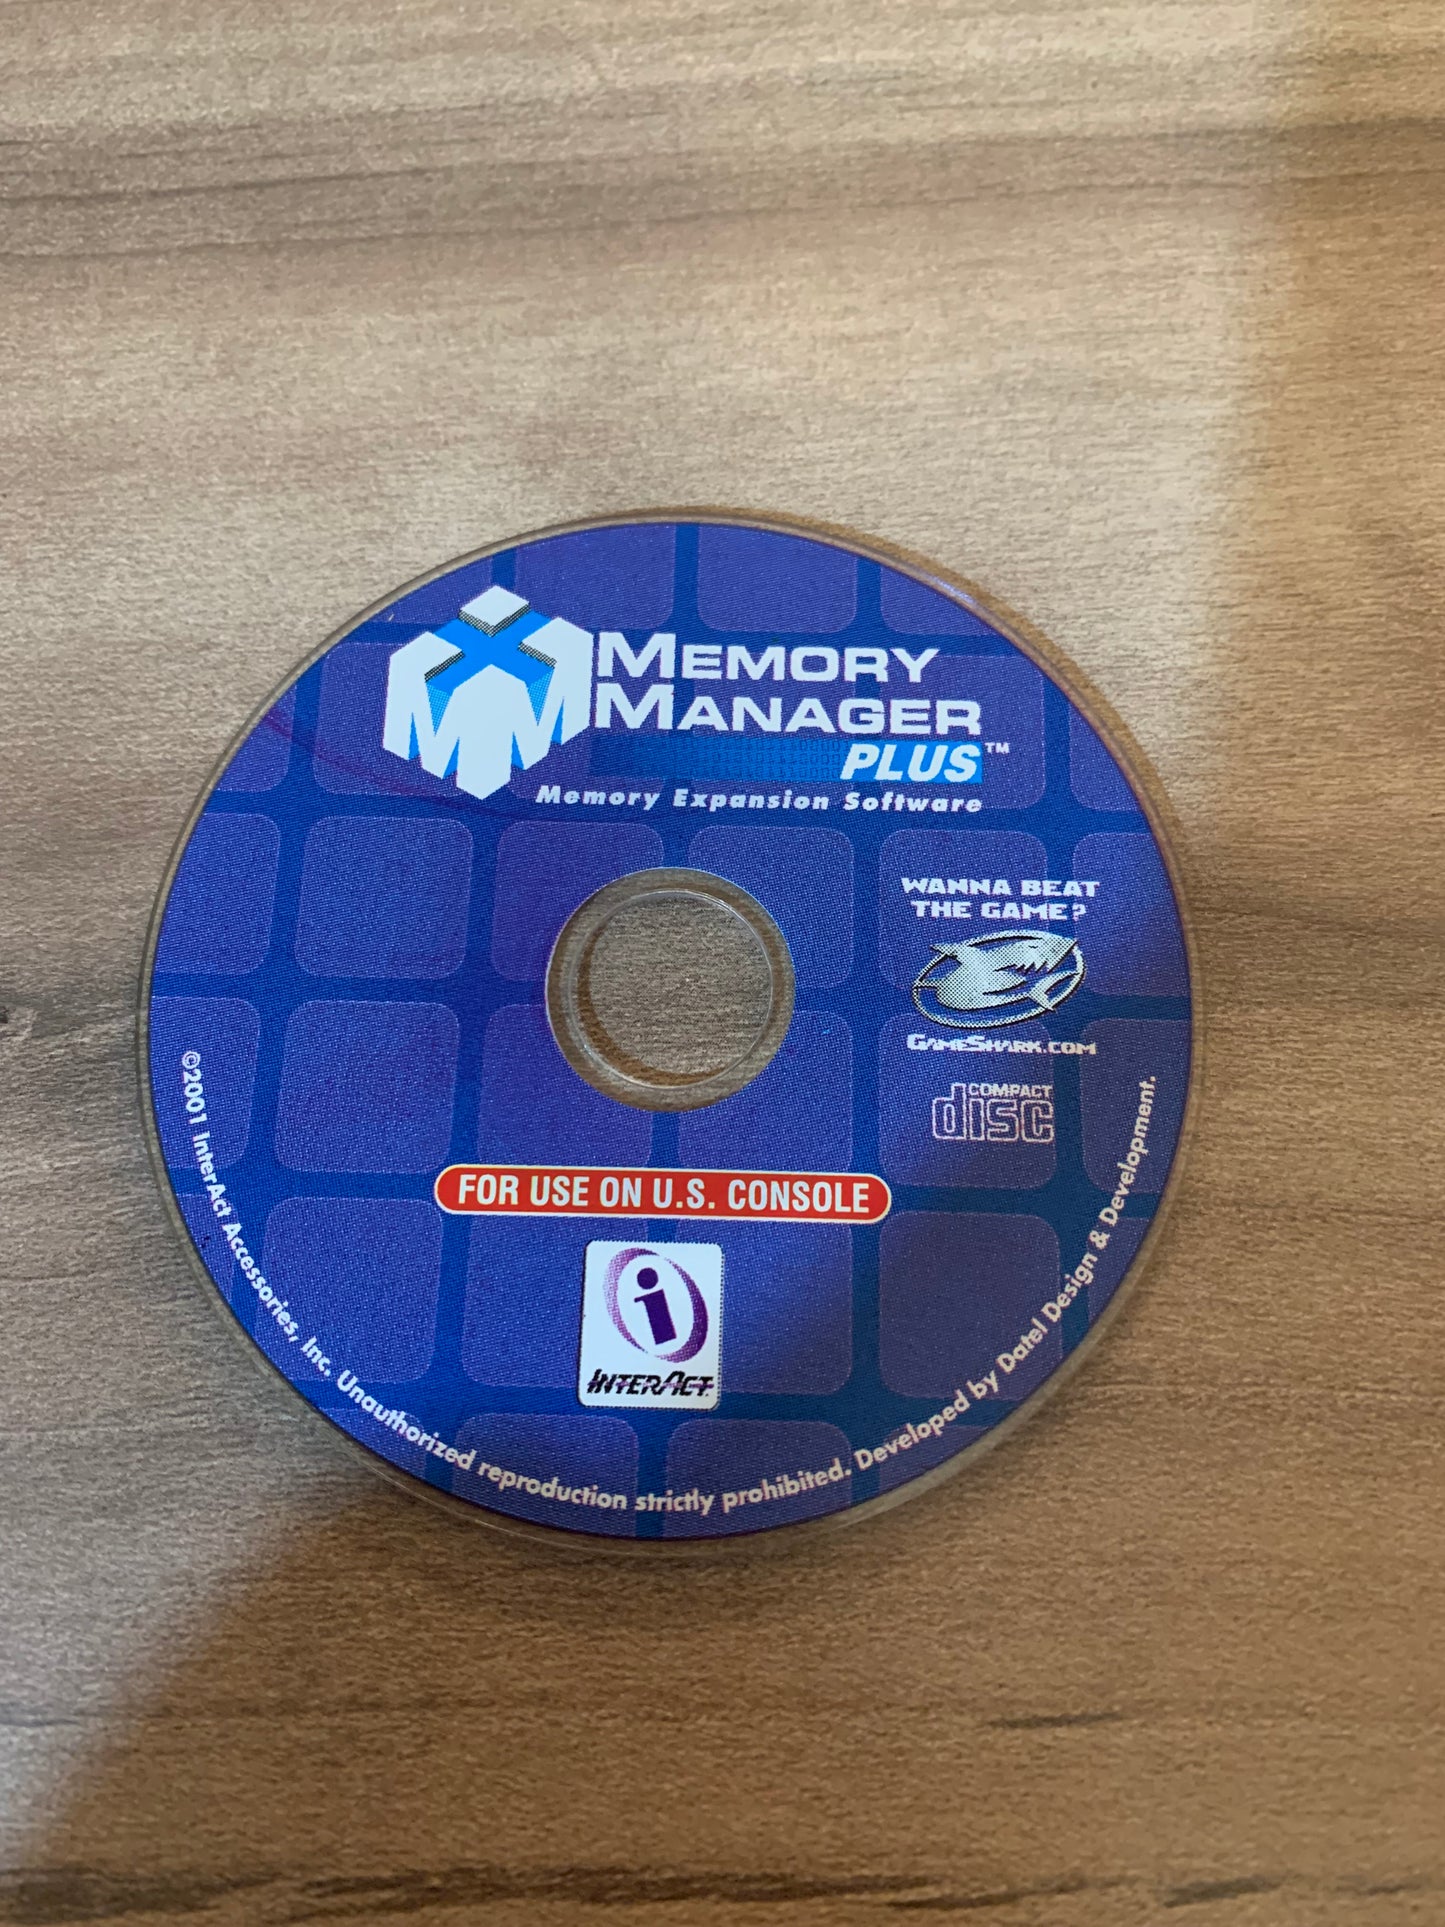 MEMORY
MANAGER
PLUS™
Memory Expansion Software
WANNA BEAT
THE GAME?
GAMESHARK.COM
COMPACT
disc
FOR USE ON U.S. CONSOLE
i
INTERACT
©2001 InterAct Accessories, Inc. Unauthorized reproduction strictly prohibited. Developed by Datel Design & Development.